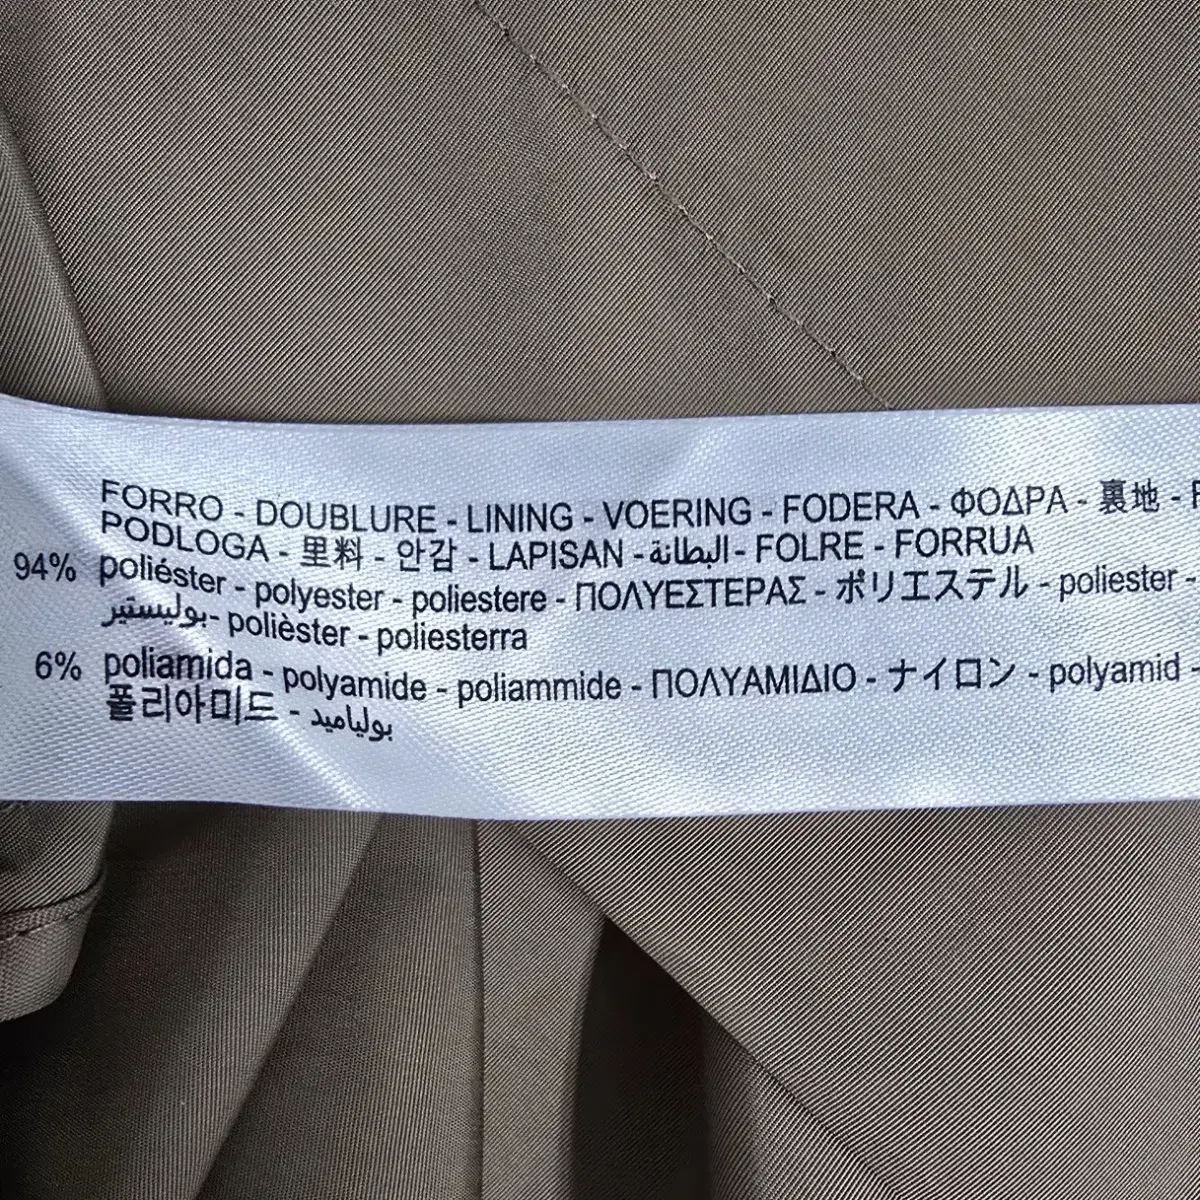 FORRO - DOUBLURE - LINING - VOERING - FODERA - ΦΟΔΡΑ - 裏地 -
PODLOGA - 里料 - 안감 - LAPISAN - البطانة - FOLRE - FORRUA
94% poliéster - polyester - poliestere - ΠΟΛΥΕΣΤΕΡΑΣ - ポリエステル - poliester -
بوليستير - polièster - poliesterra
6% poliamida - polyamide - poliammide - ΠΟΛΥΑΜΙΔΙΟ - ナイロン - polyamid -
폴리아미드 - بولياميد